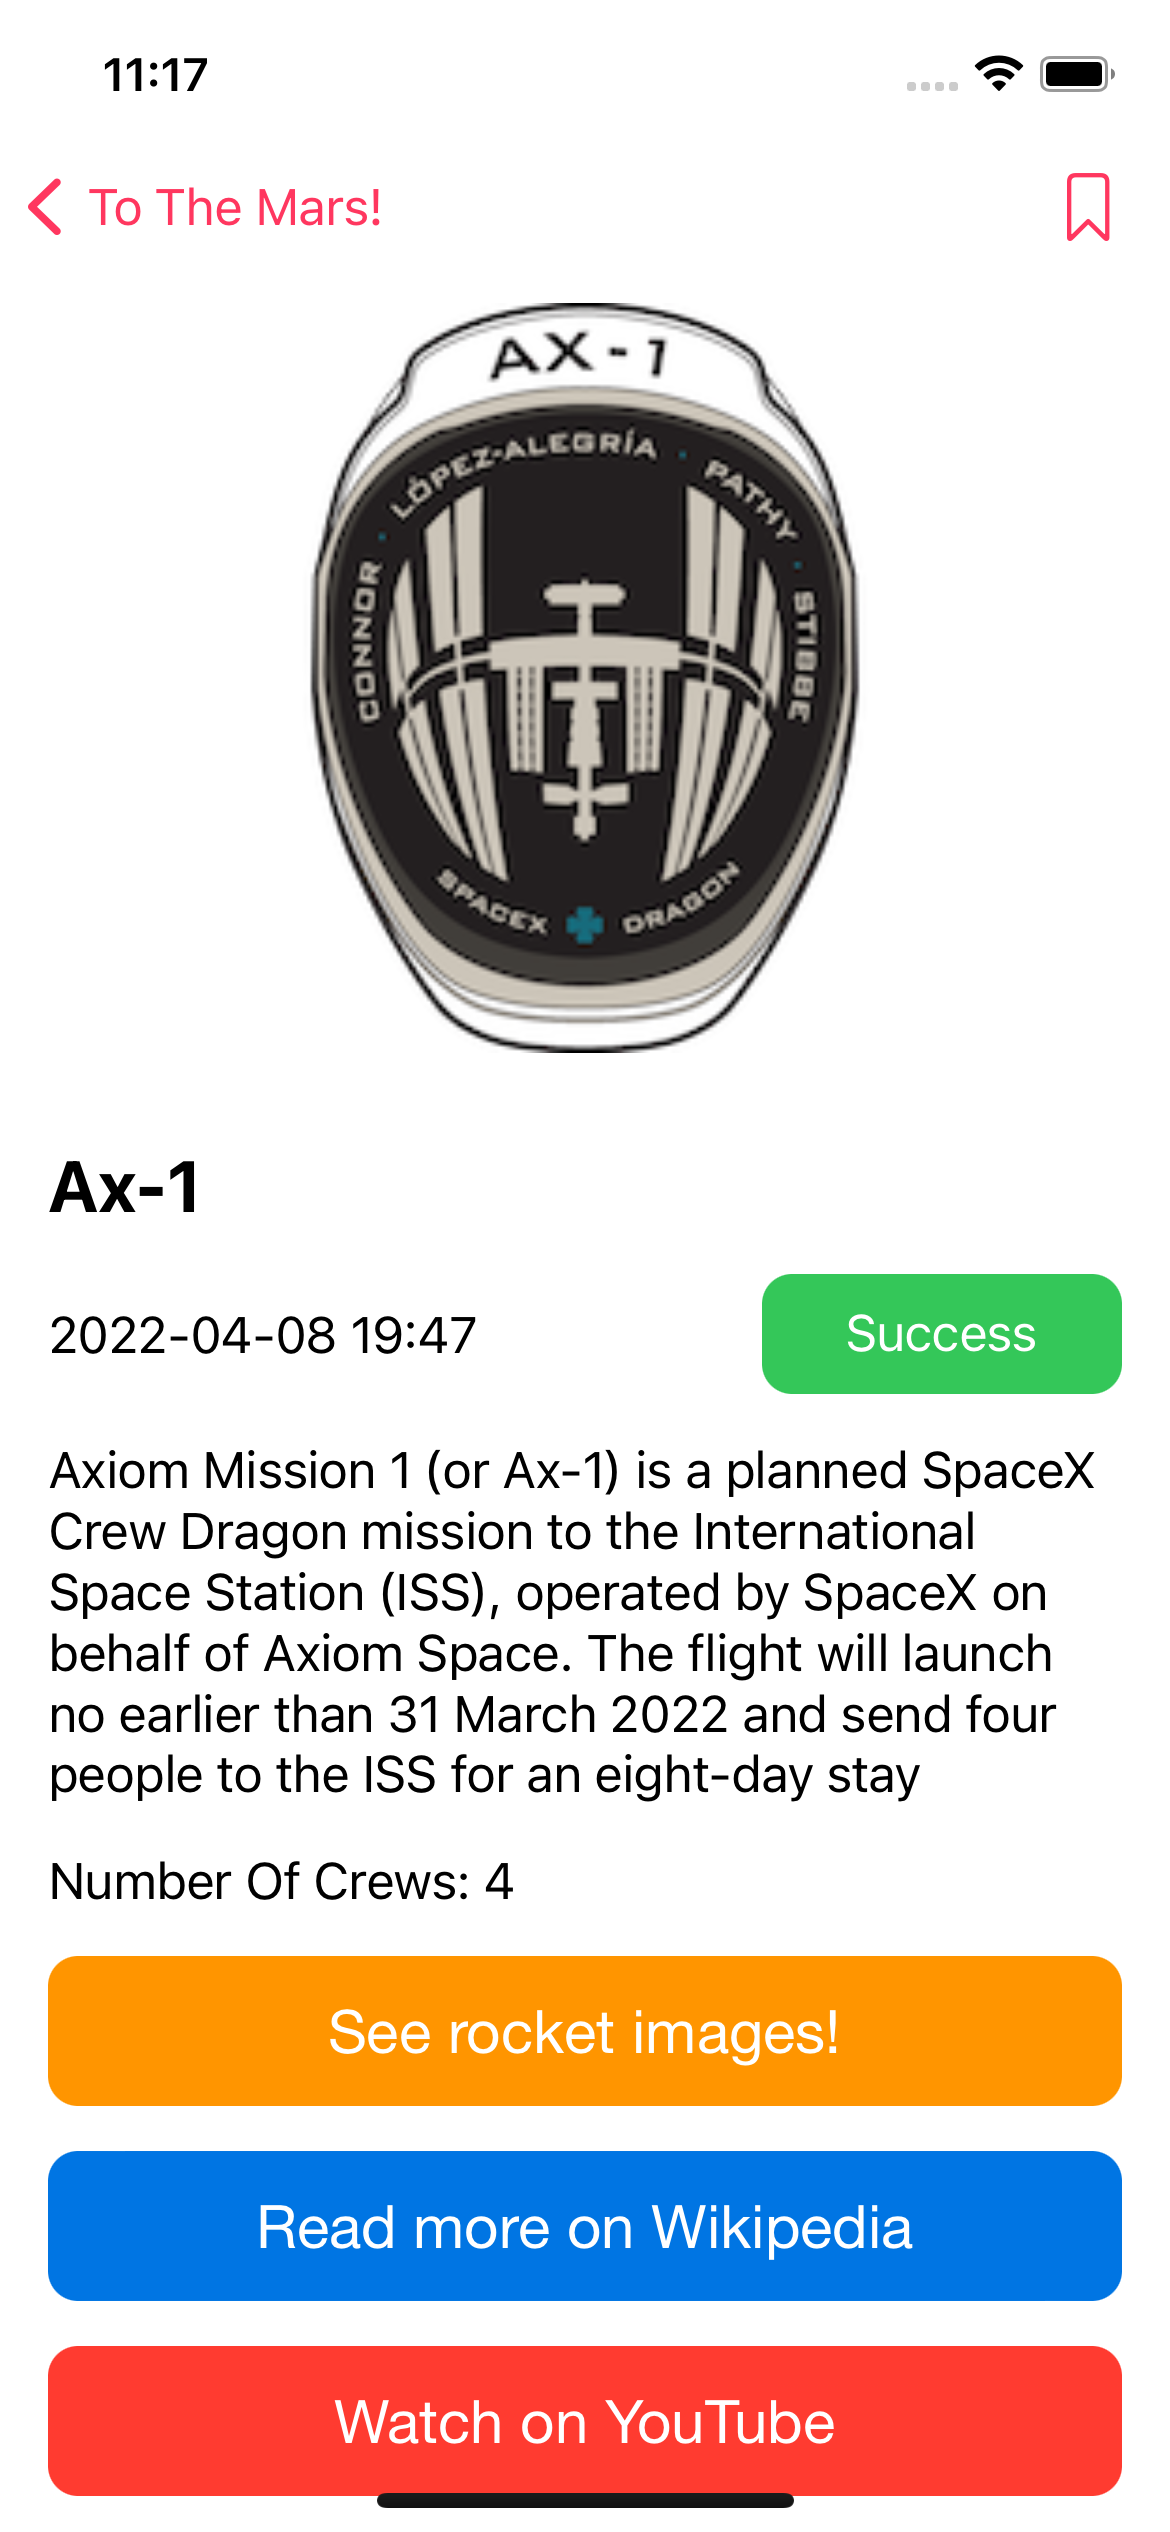 11:17
To The Mars!
AX-1
CONNOR · LÓPEZ-ALEGRÍA · PATHY · STIBBE
SPACEX DRAGON
Ax-1
2022-04-08 19:47
Success
Axiom Mission 1 (or Ax-1) is a planned SpaceX
Crew Dragon mission to the International
Space Station (ISS), operated by SpaceX on
behalf of Axiom Space. The flight will launch
no earlier than 31 March 2022 and send four
people to the ISS for an eight-day stay
Number Of Crews: 4
See rocket images!
Read more on Wikipedia
Watch on YouTube